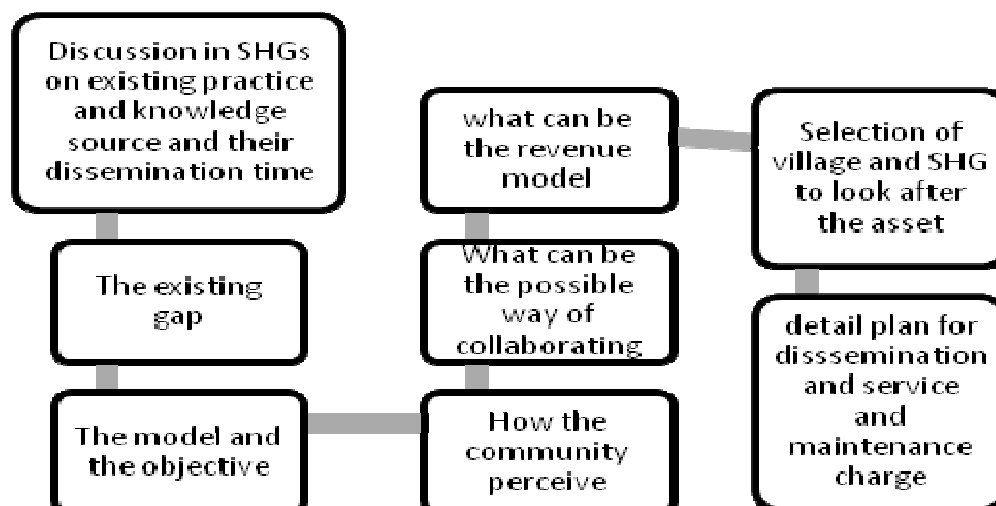 Discussion in SHGs
on existing practice
and knowledge
source and their
dissemination time
The existing
gap
The model and
the objective
How the
community
perceive
What can be
the possible
way of
collaborating
what can be
the revenue
model
Selection of
village and SHG
to look after
the asset
detail plan for
disssemination
and service
and
maintenance
charge